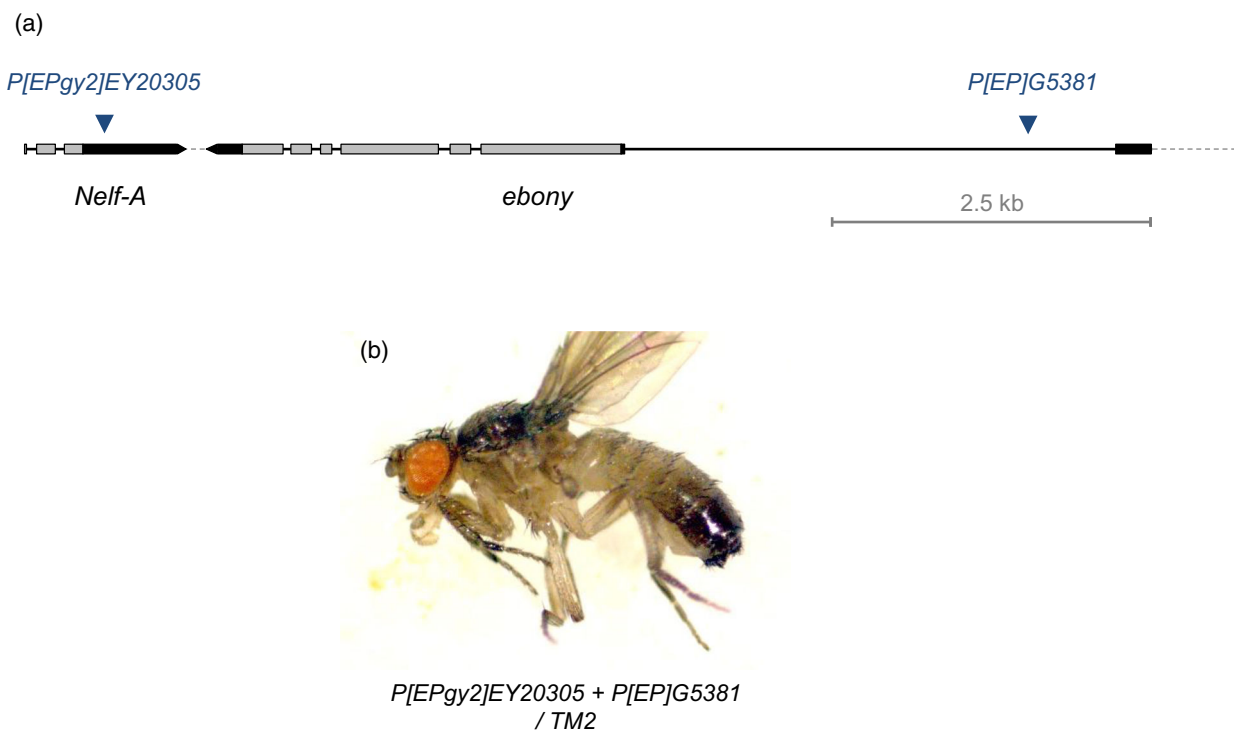 (a)
P[EPgy2]EY20305
P[EP]G5381
Nelf-A
ebony
2.5 kb
(b)
P[EPgy2]EY20305 + P[EP]G5381
/ TM2